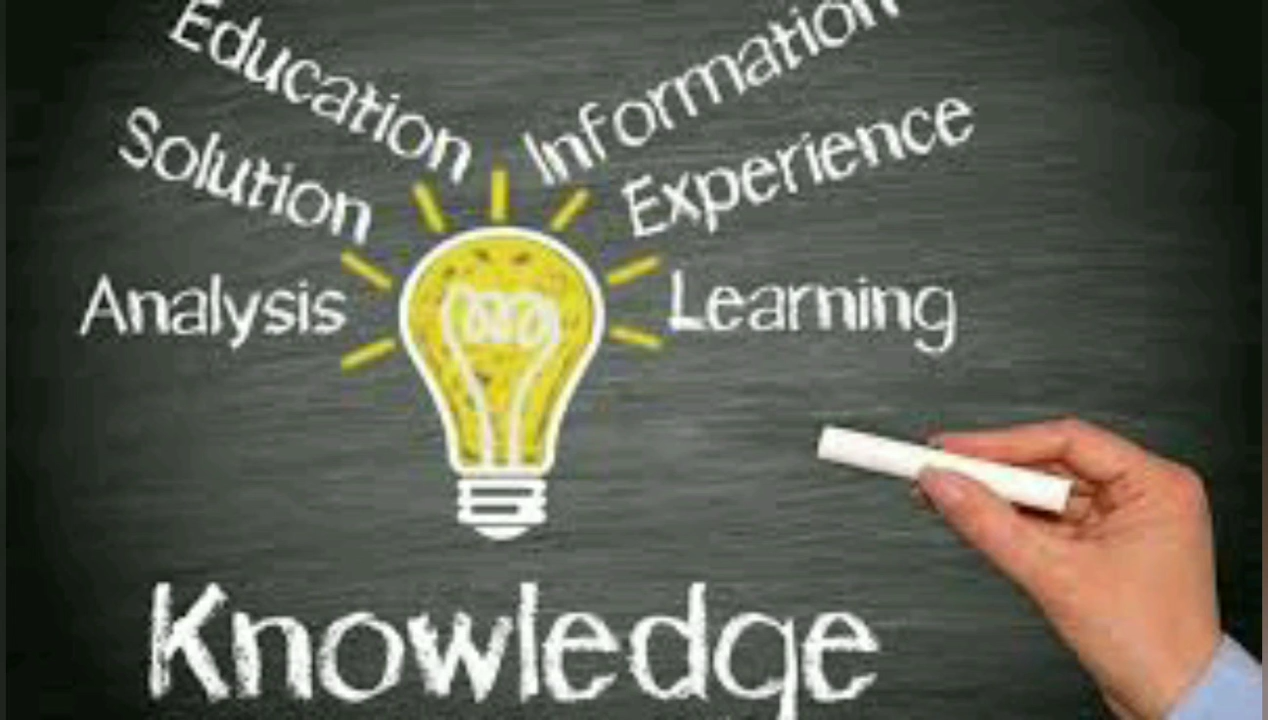 Education
Information
Solution
Experience
Analysis
Learning
Knowledge